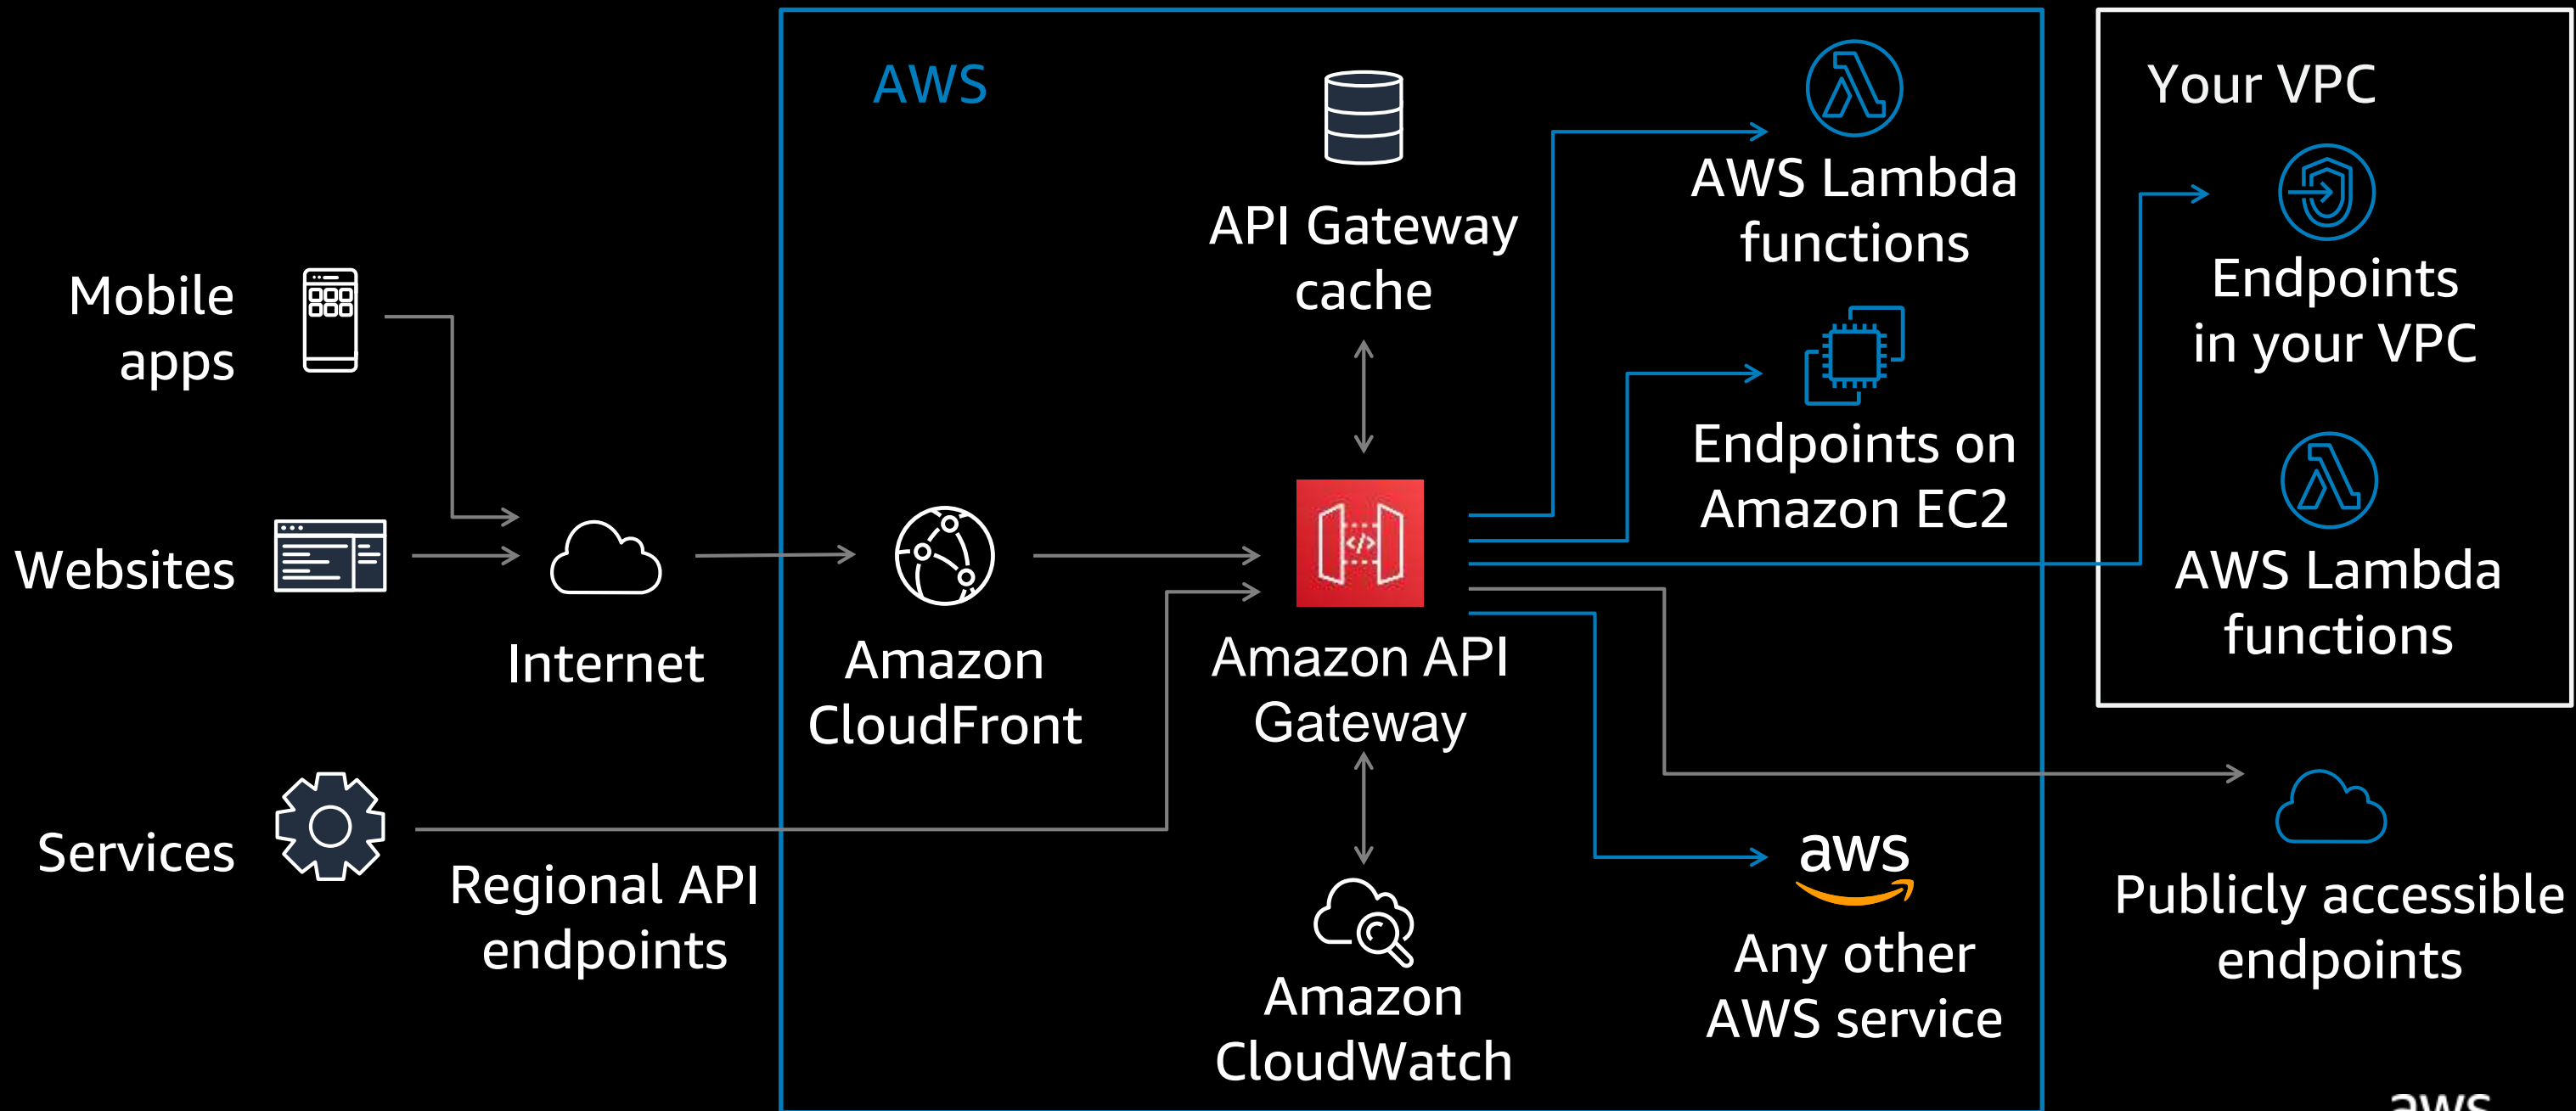 AWS
Your VPC
Mobile
apps
Websites
Services
Internet
Regional API
endpoints
Amazon
CloudFront
API Gateway
cache
Amazon API
Gateway
Amazon
CloudWatch
AWS Lambda
functions
Endpoints on
Amazon EC2
aws
Any other
AWS service
Endpoints
in your VPC
AWS Lambda
functions
Publicly accessible
endpoints
aws